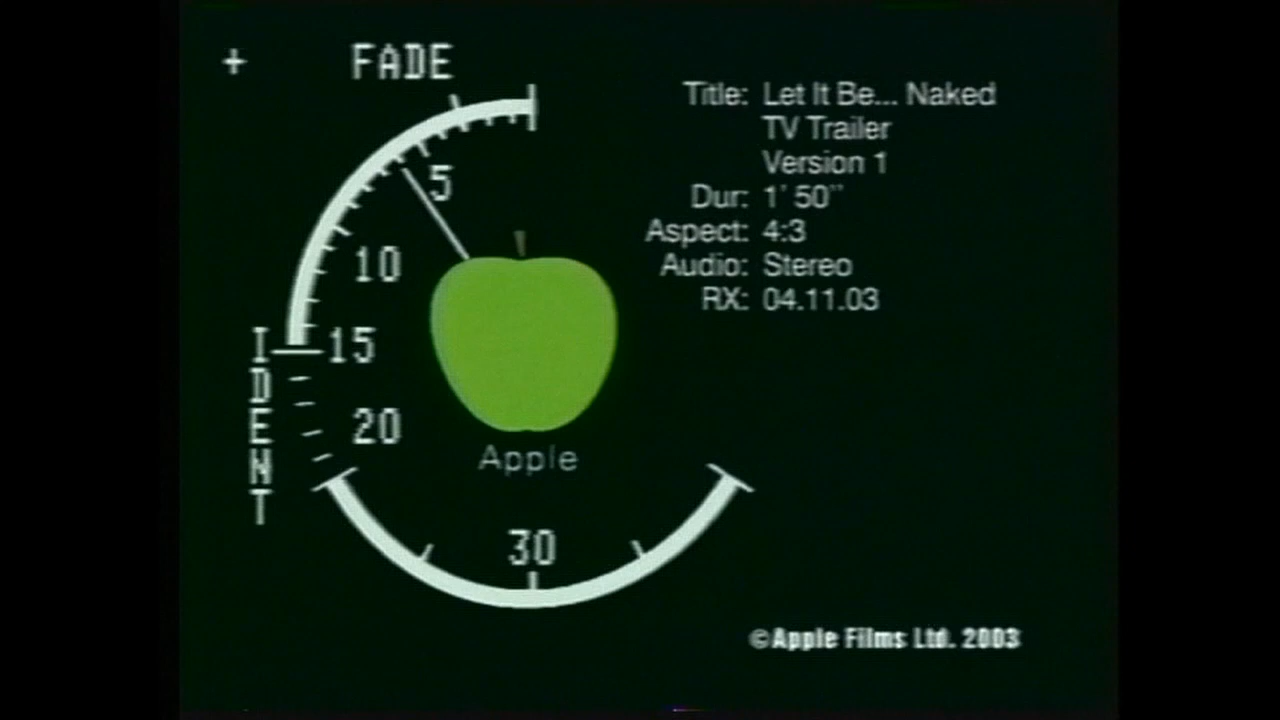 + FADE
Title: Let It Be... Naked
TV Trailer
Version 1
Dur: 1' 50"
Aspect: 4:3
Audio: Stereo
RX: 04.11.03
5
10
15
20
30
IDENT
Apple
©Apple Films Ltd. 2003